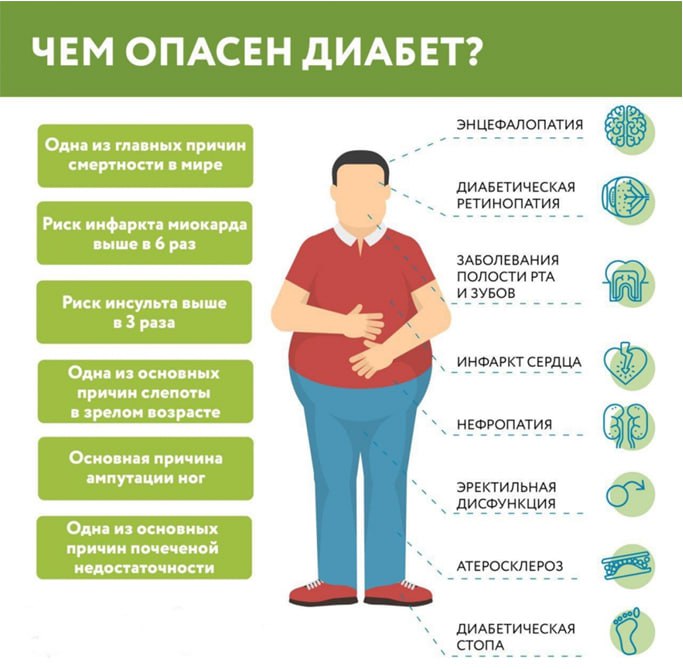 ЧЕМ ОПАСЕН ДИАБЕТ?
Одна из главных причин
смертности в мире
Риск инфаркта миокарда
выше в 6 раз
Риск инсульта выше
в 3 раза
Одна из основных
причин слепоты
в зрелом возрасте
Основная причина
ампутации ног
Одна из основных
причин почеченой
недостаточности
ЭНЦЕФАЛОПАТИЯ
ДИАБЕТИЧЕСКАЯ
РЕТИНОПАТИЯ
ЗАБОЛЕВАНИЯ
ПОЛОСТИ РТА
И ЗУБОВ
ИНФАРКТ СЕРДЦА
НЕФРОПАТИЯ
ЭРЕКТИЛЬНАЯ
ДИСФУНКЦИЯ
АТЕРОСКЛЕРОЗ
ДИАБЕТИЧЕСКАЯ
СТОПА